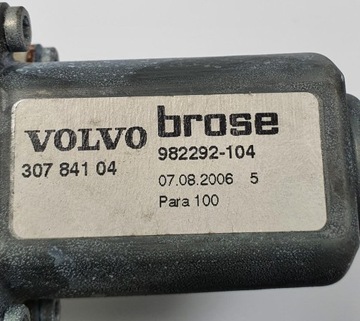 VOLVO brose
307 841 04 982292-104
07.08.2006 5
Para 100